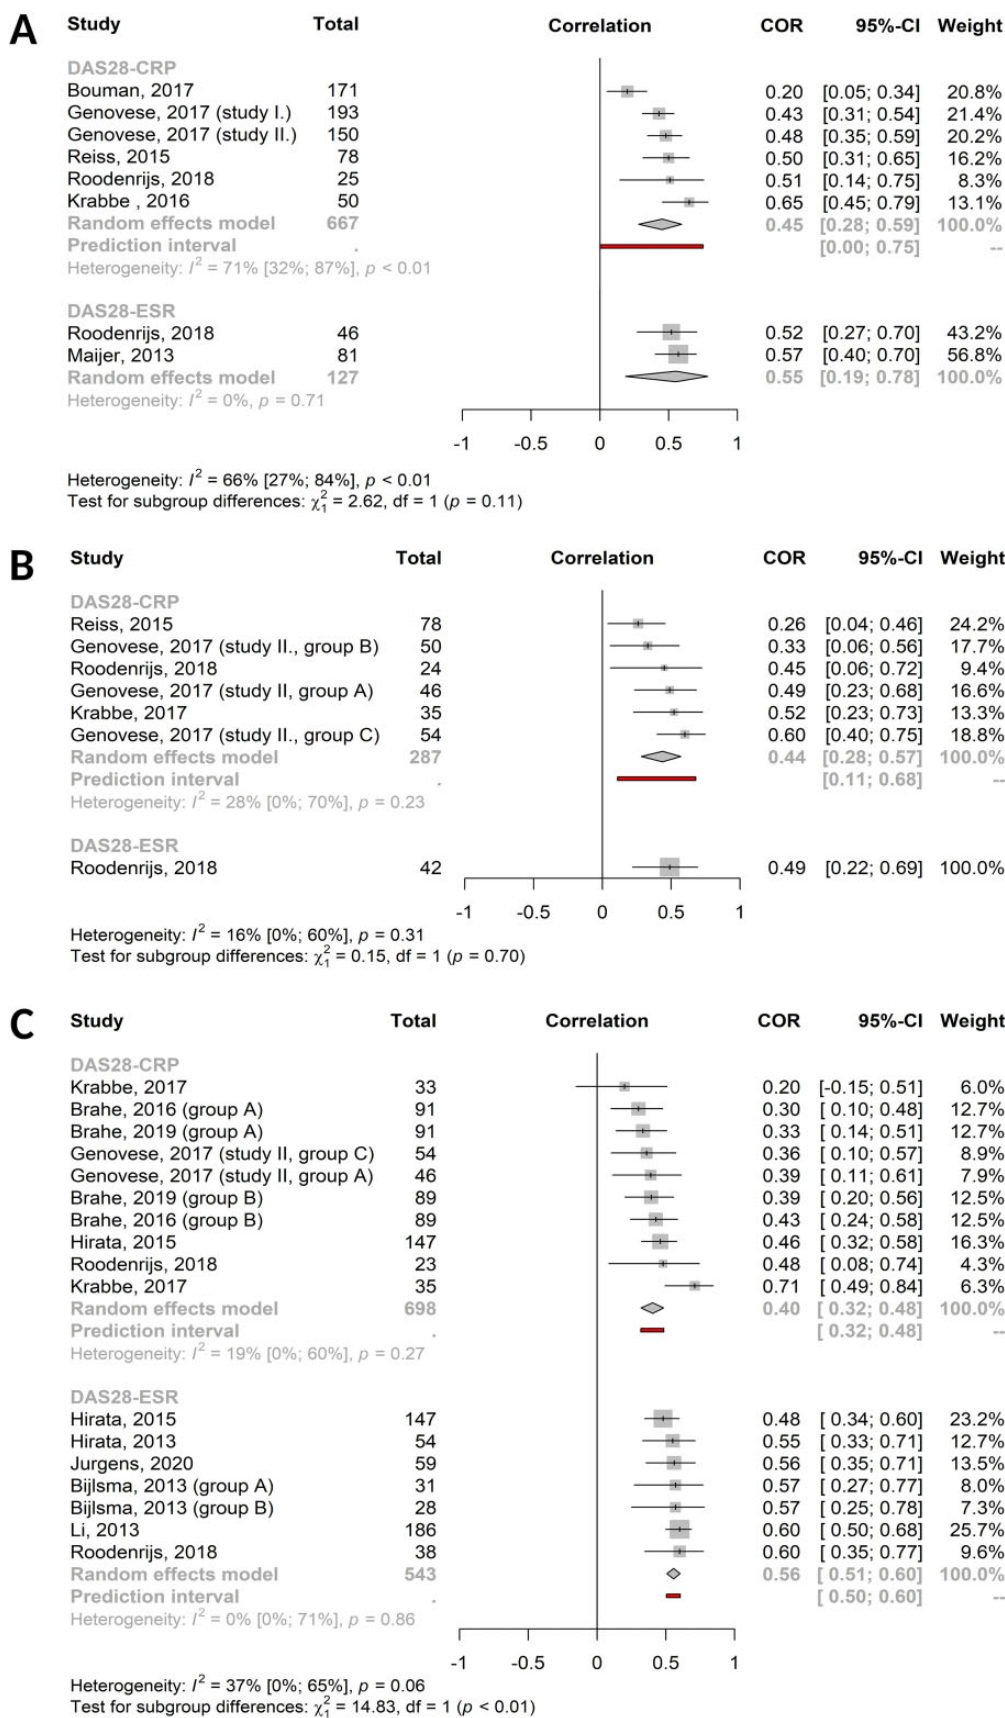 A
Study Total Correlation COR 95%-CI Weight
DAS28-CRP
Bouman, 2017 171 0.20 [0.05; 0.34] 20.8%
Genovese, 2017 (study I.) 193 0.43 [0.31; 0.54] 21.4%
Genovese, 2017 (study II.) 150 0.48 [0.35; 0.59] 20.2%
Reiss, 2015 78 0.50 [0.31; 0.65] 16.2%
Roodenrijs, 2018 25 0.51 [0.14; 0.75] 8.3%
Krabbe , 2016 50 0.65 [0.45; 0.79] 13.1%
Random effects model 667 0.45 [0.28; 0.59] 100.0%
Prediction interval . [0.00; 0.75] --
Heterogeneity: I² = 71% [32%; 87%], p < 0.01
DAS28-ESR
Roodenrijs, 2018 46 0.52 [0.27; 0.70] 43.2%
Maijer, 2013 81 0.57 [0.40; 0.70] 56.8%
Random effects model 127 0.55 [0.19; 0.78] 100.0%
Heterogeneity: I² = 0%, p = 0.71
-1 -0.5 0 0.5 1
Heterogeneity: I² = 66% [27%; 84%], p < 0.01
Test for subgroup differences: χ²₁ = 2.62, df = 1 (p = 0.11)
B
Study Total Correlation COR 95%-CI Weight
DAS28-CRP
Reiss, 2015 78 0.26 [0.04; 0.46] 24.2%
Genovese, 2017 (study II., group B) 50 0.33 [0.06; 0.56] 17.7%
Roodenrijs, 2018 24 0.45 [0.06; 0.72] 9.4%
Genovese, 2017 (study II, group A) 46 0.49 [0.23; 0.68] 16.6%
Krabbe, 2017 35 0.52 [0.23; 0.73] 13.3%
Genovese, 2017 (study II., group C) 54 0.60 [0.40; 0.75] 18.8%
Random effects model 287 0.44 [0.28; 0.57] 100.0%
Prediction interval . [0.11; 0.68] --
Heterogeneity: I² = 28% [0%; 70%], p = 0.23
DAS28-ESR
Roodenrijs, 2018 42 0.49 [0.22; 0.69] 100.0%
-1 -0.5 0 0.5 1
Heterogeneity: I² = 16% [0%; 60%], p = 0.31
Test for subgroup differences: χ²₁ = 0.15, df = 1 (p = 0.70)
C
Study Total Correlation COR 95%-CI Weight
DAS28-CRP
Krabbe, 2017 33 0.20 [-0.15; 0.51] 6.0%
Brahe, 2016 (group A) 91 0.30 [ 0.10; 0.48] 12.7%
Brahe, 2019 (group A) 91 0.33 [ 0.14; 0.51] 12.7%
Genovese, 2017 (study II, group C) 54 0.36 [ 0.10; 0.57] 8.9%
Genovese, 2017 (study II, group A) 46 0.39 [ 0.11; 0.61] 7.9%
Brahe, 2019 (group B) 89 0.39 [ 0.20; 0.56] 12.5%
Brahe, 2016 (group B) 89 0.43 [ 0.24; 0.58] 12.5%
Hirata, 2015 147 0.46 [ 0.32; 0.58] 16.3%
Roodenrijs, 2018 23 0.48 [ 0.08; 0.74] 4.3%
Krabbe, 2017 35 0.71 [ 0.49; 0.84] 6.3%
Random effects model 698 0.40 [ 0.32; 0.48] 100.0%
Prediction interval . [ 0.32; 0.48] --
Heterogeneity: I² = 19% [0%; 60%], p = 0.27
DAS28-ESR
Hirata, 2015 147 0.48 [ 0.34; 0.60] 23.2%
Hirata, 2013 54 0.55 [ 0.33; 0.71] 12.7%
Jurgens, 2020 59 0.56 [ 0.35; 0.71] 13.5%
Bijlsma, 2013 (group A) 31 0.57 [ 0.27; 0.77] 8.0%
Bijlsma, 2013 (group B) 28 0.57 [ 0.25; 0.78] 7.3%
Li, 2013 186 0.60 [ 0.50; 0.68] 25.7%
Roodenrijs, 2018 38 0.60 [ 0.35; 0.77] 9.6%
Random effects model 543 0.56 [ 0.51; 0.60] 100.0%
Prediction interval . [ 0.50; 0.60] --
Heterogeneity: I² = 0% [0%; 71%], p = 0.86
-1 -0.5 0 0.5 1
Heterogeneity: I² = 37% [0%; 65%], p = 0.06
Test for subgroup differences: χ²₁ = 14.83, df = 1 (p < 0.01)